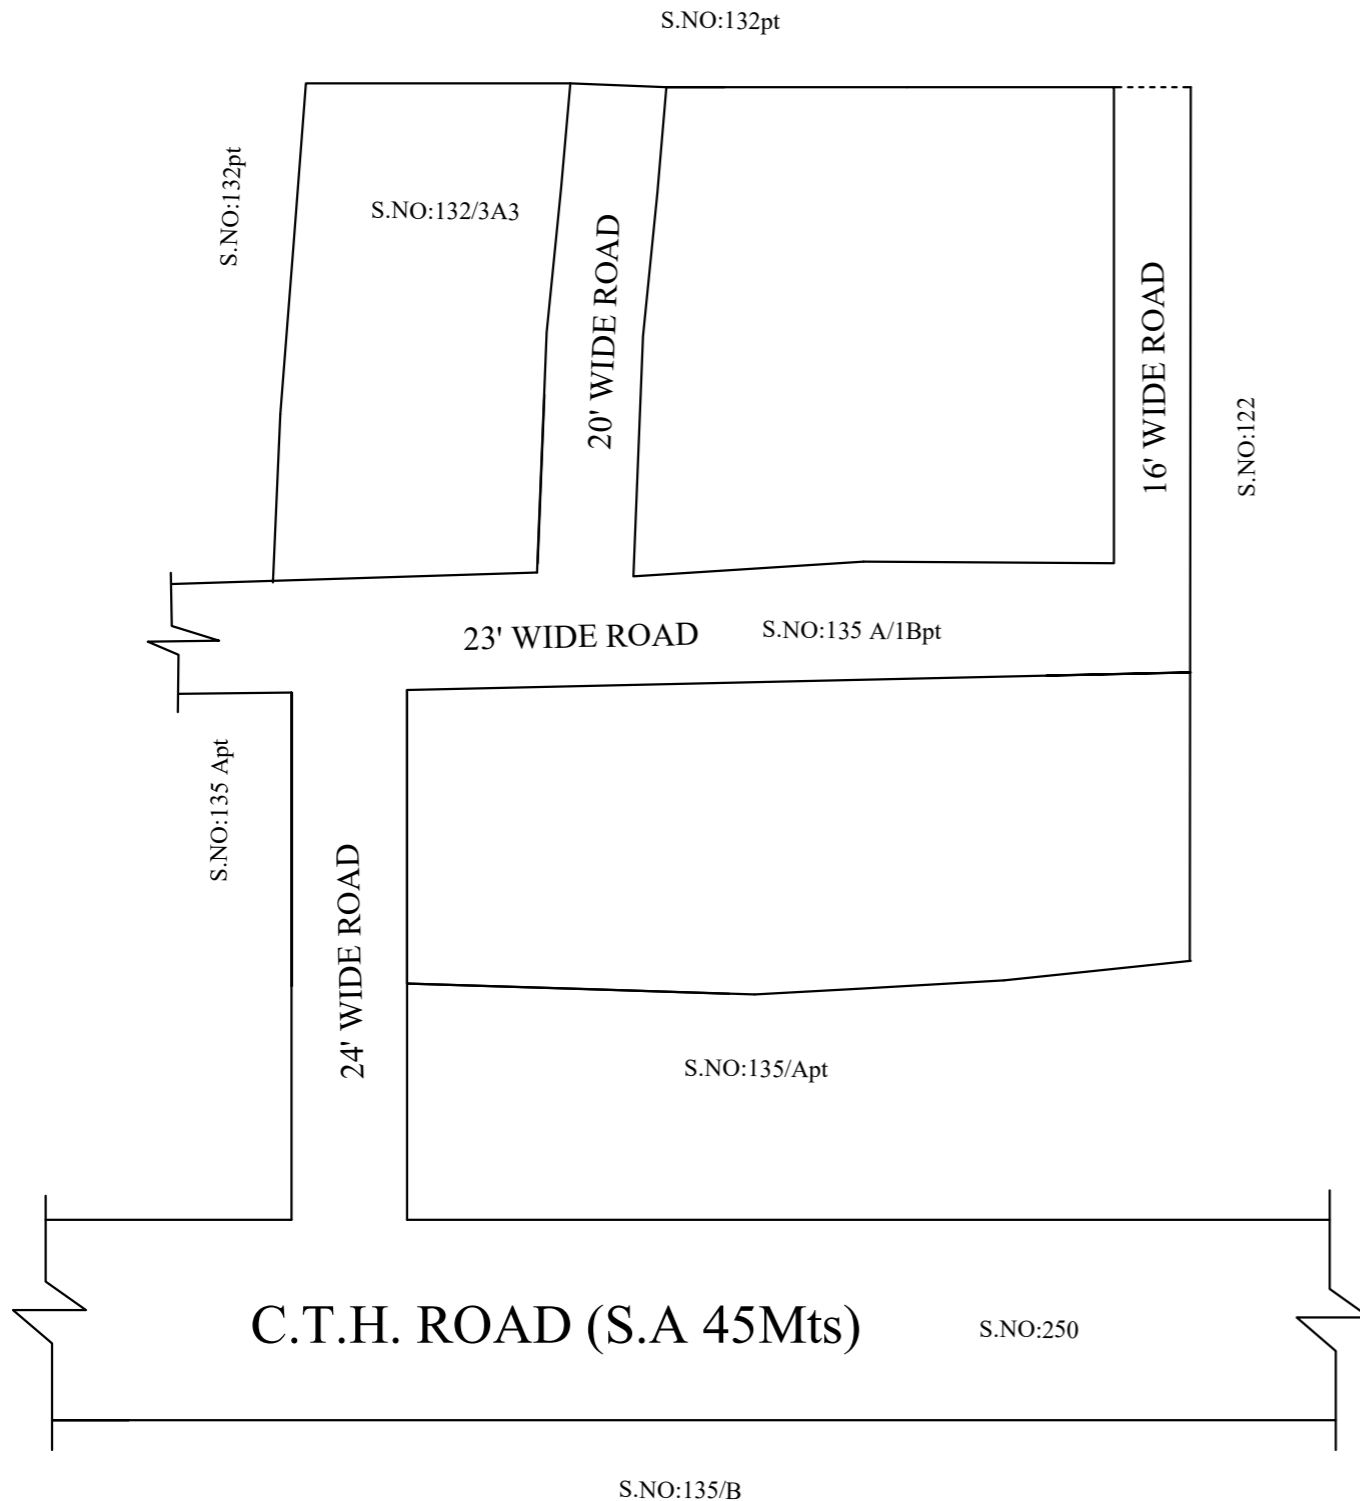 S.NO:132pt
S.NO:132pt
S.NO:132/3A3
20' WIDE ROAD
16' WIDE ROAD
S.NO:122
23' WIDE ROAD
S.NO:135 A/1Bpt
S.NO:135 Apt
24' WIDE ROAD
S.NO:135/Apt
C.T.H. ROAD (S.A 45Mts)
S.NO:250
S.NO:135/B